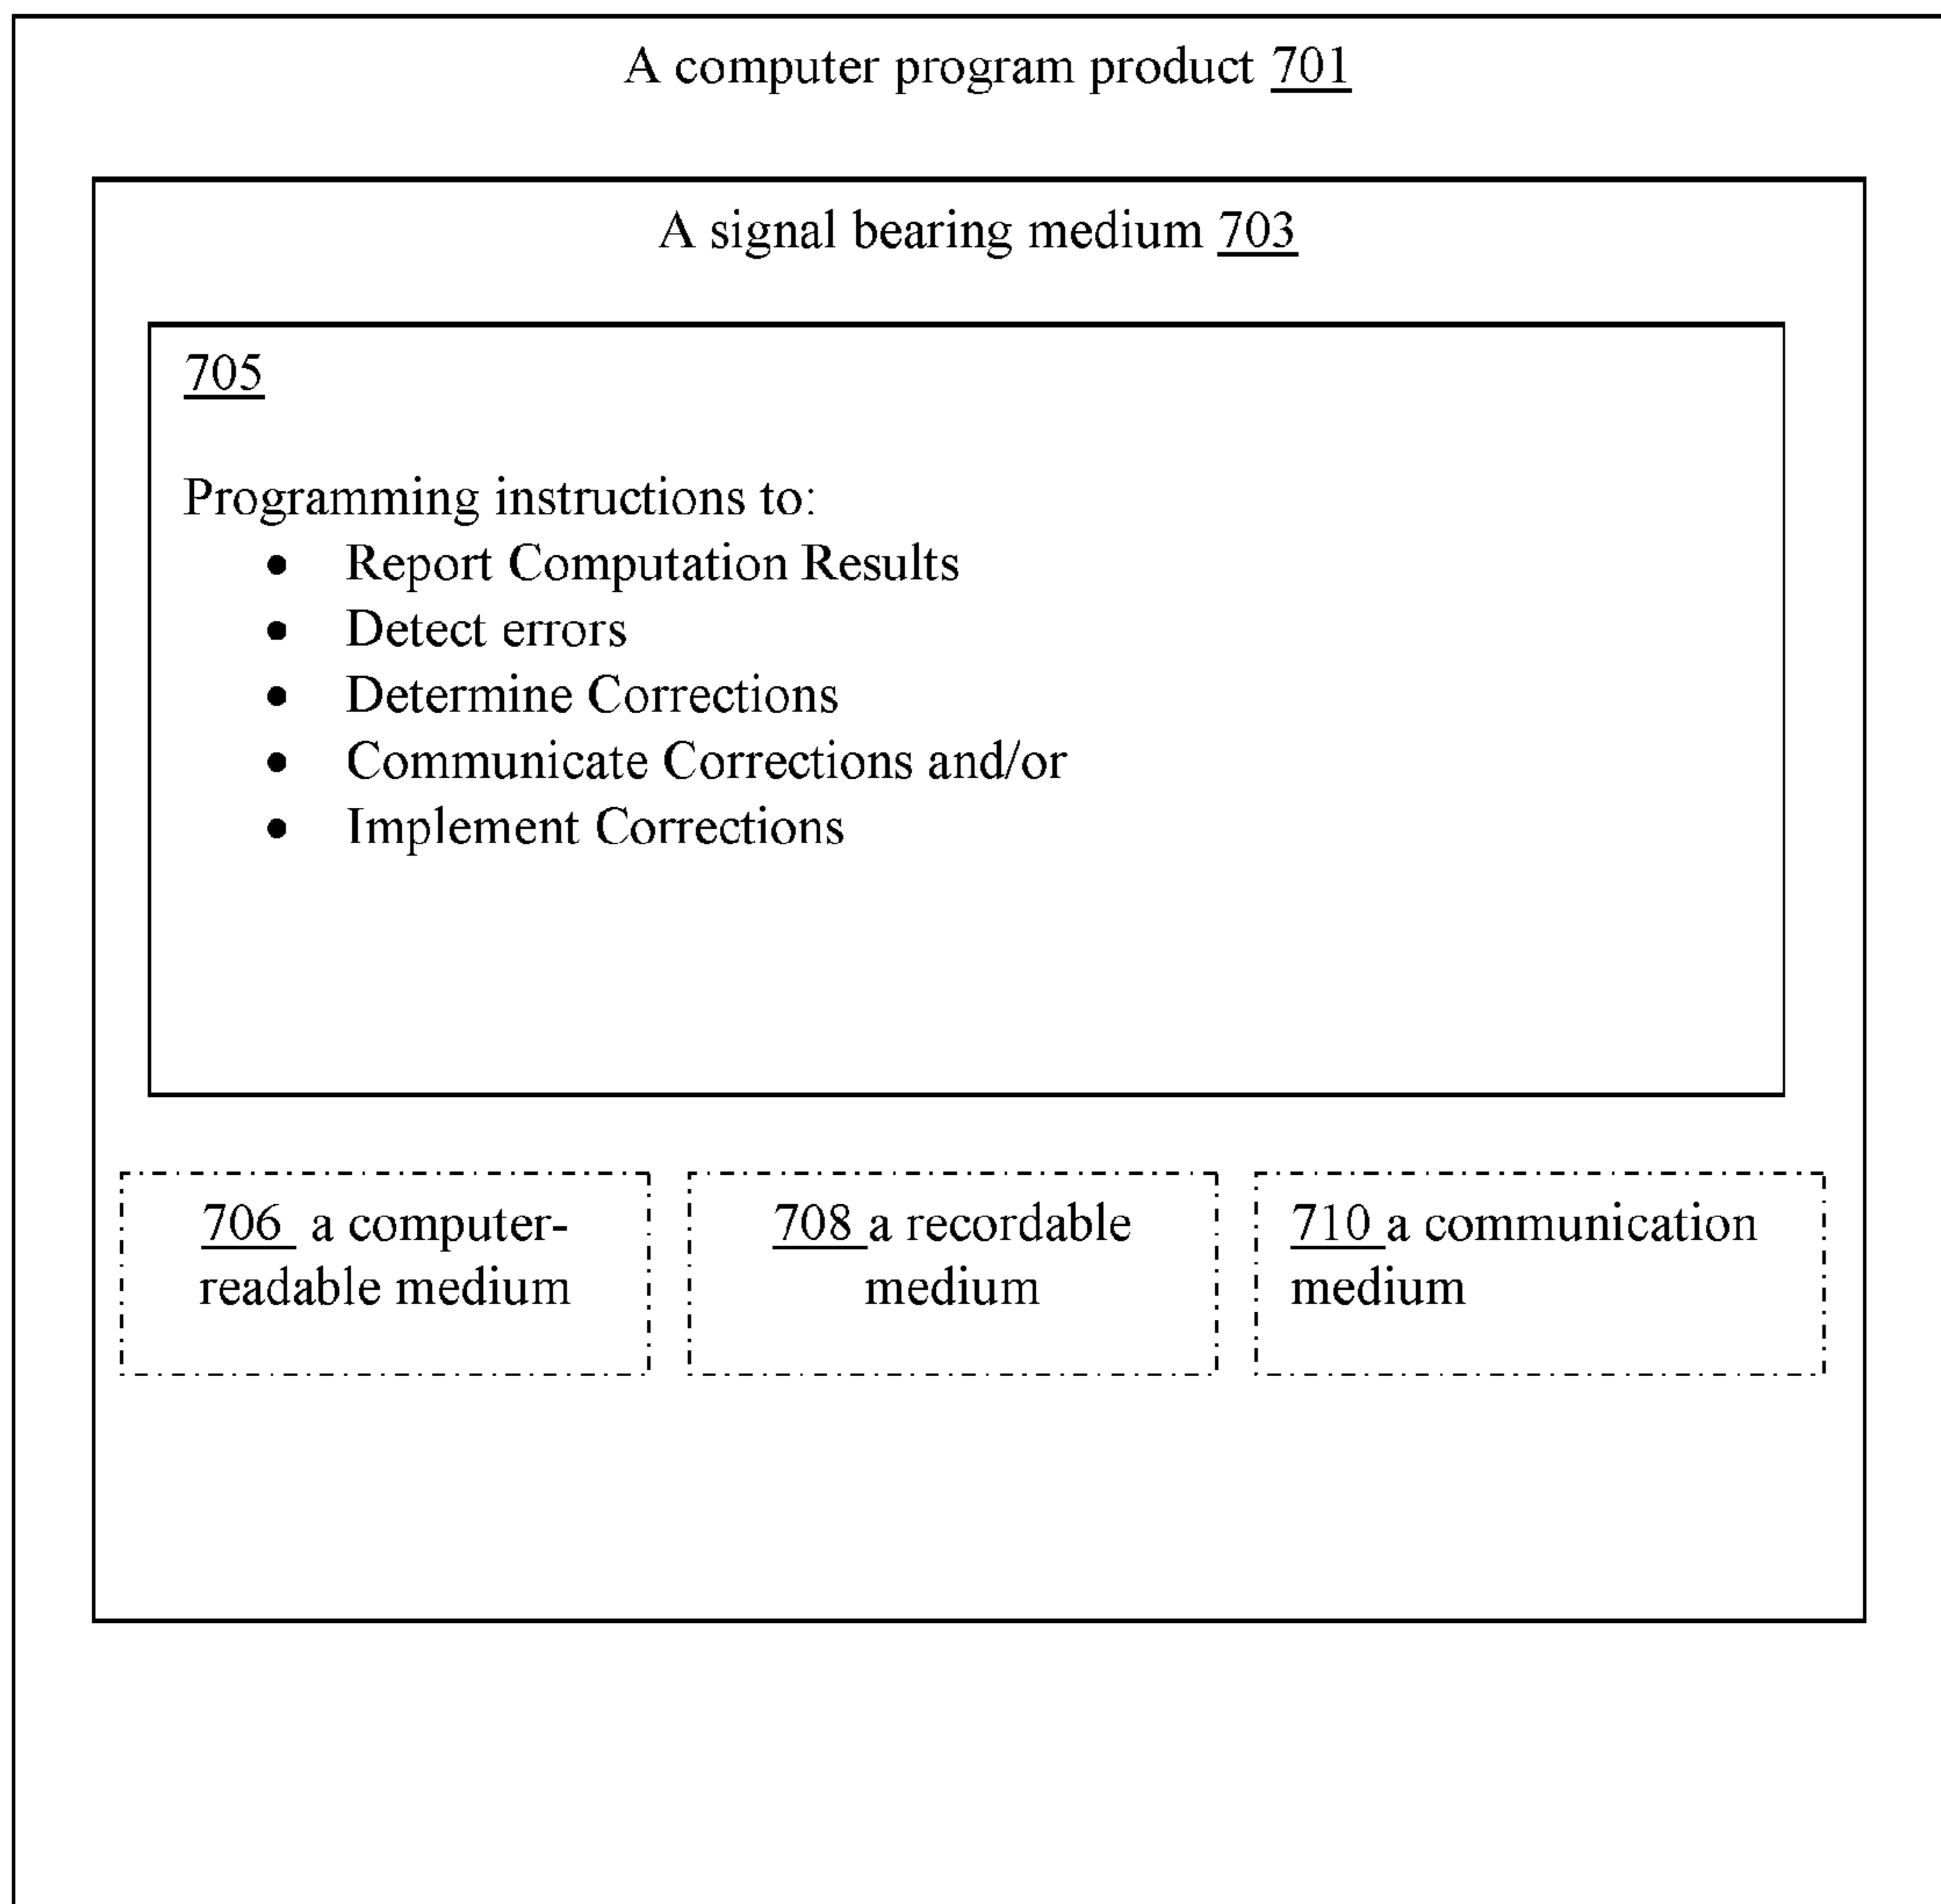 A computer program product 701
A signal bearing medium 703
705
Programming instructions to:
● Report Computation Results
● Detect errors
● Determine Corrections
● Communicate Corrections and/or
● Implement Corrections
706 a computer-
readable medium
708 a recordable
medium
710 a communication
medium